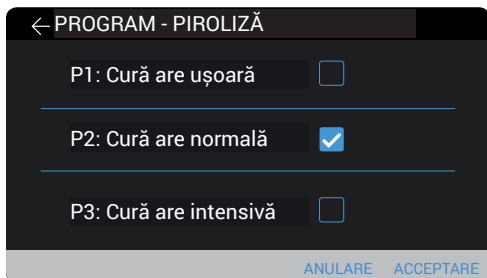 PROGRAM - PIROLIZĂ
P1: Cură are ușoară
P2: Cură are normală
P3: Cură are intensivă
ANULARE ACCEPTARE